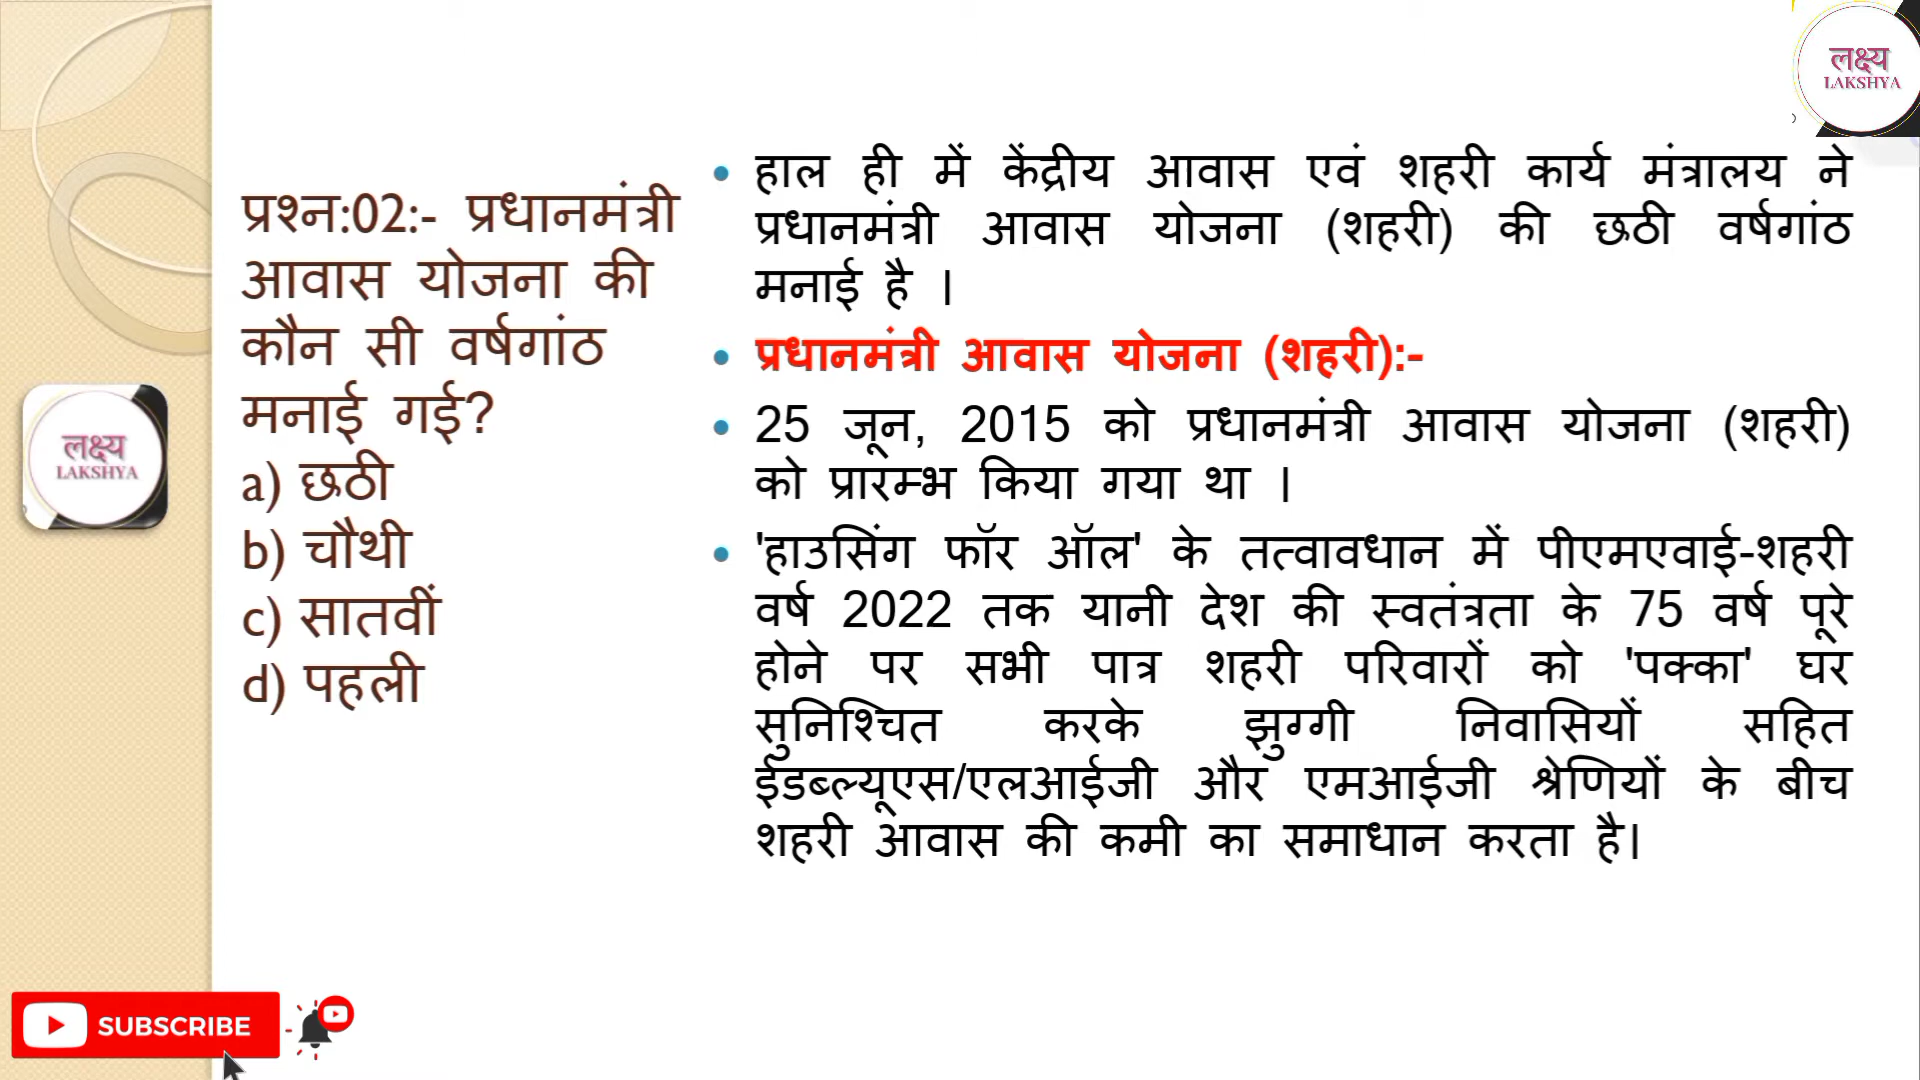 लक्ष्य
LAKSHYA
प्रश्न:02:- प्रधानमंत्री
आवास योजना की
कौन सी वर्षगांठ
मनाई गई?
a) छठी
b) चौथी
c) सातवीं
d) पहली
हाल ही में केंद्रीय आवास एवं शहरी कार्य मंत्रालय ने
प्रधानमंत्री आवास योजना (शहरी) की छठी वर्षगांठ
मनाई है ।
प्रधानमंत्री आवास योजना (शहरी):-
25 जून, 2015 को प्रधानमंत्री आवास योजना (शहरी)
को प्रारम्भ किया गया था ।
'हाउसिंग फॉर ऑल' के तत्वावधान में पीएमएवाई-शहरी
वर्ष 2022 तक यानी देश की स्वतंत्रता के 75 वर्ष पूरे
होने पर सभी पात्र शहरी परिवारों को 'पक्का' घर
सुनिश्चित करके झुग्गी निवासियों सहित
ईडब्ल्यूएस/एलआईजी और एमआईजी श्रेणियों के बीच
शहरी आवास की कमी का समाधान करता है।
लक्ष्य
LAKSHYA
SUBSCRIBE